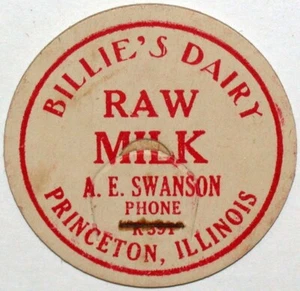 BILLIE'S DAIRY
RAW
MILK
A. E. SWANSON
PHONE
PRINCETON, ILLINOIS